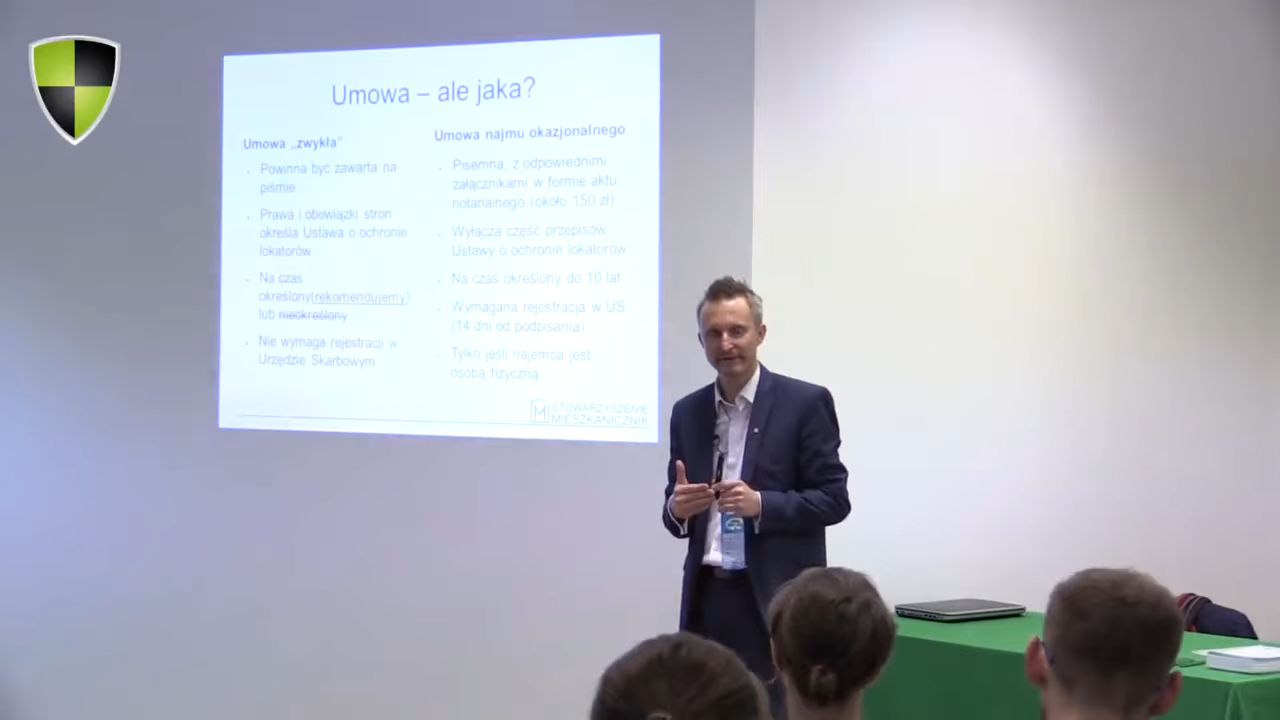 Umowa – ale jaka?
Umowa „zwykła”
Powinna być zawarta na
piśmie
Prawa i obowiązki stron
określa Ustawa o ochronie
lokatorów
Na czas
określony(rekomendujemy)
lub nieokreślony
Nie wymaga rejestracji w
Urzędzie Skarbowym
Umowa najmu okazjonalnego
Pisemna, z odpowiednimi
załącznikami w formie aktu
notarialnego (około 150 zł)
Wyłącza część przepisów
Ustawy o ochronie lokatorów
Na czas określony do 10 lat
Wymagana rejestracja w US
(14 dni od podpisania)
Tylko jeśli najemca jest
osobą fizyczną
M STOWARZYSZENIE
MIESZKANICZNIK